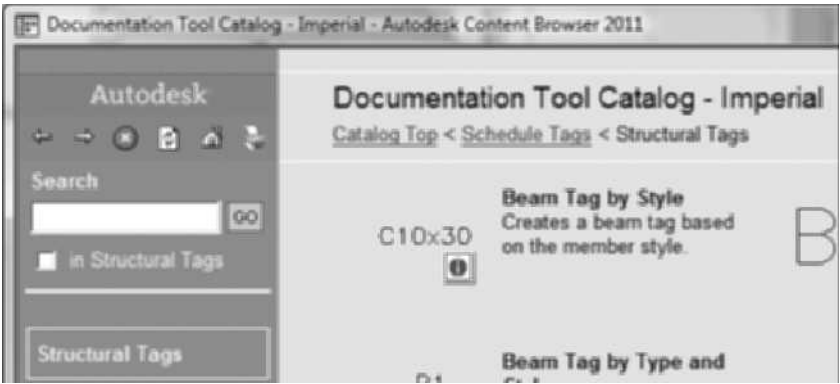 Documentation Tool Catalog - Imperial - Autodesk Content Browser 2011
Autodesk
Documentation Tool Catalog - Imperial
Catalog Top < Schedule Tags < Structural Tags
Search
GO
in Structural Tags
Structural Tags
C10x30
Beam Tag by Style
Creates a beam tag based
on the member style.
B
Beam Tag by Type and